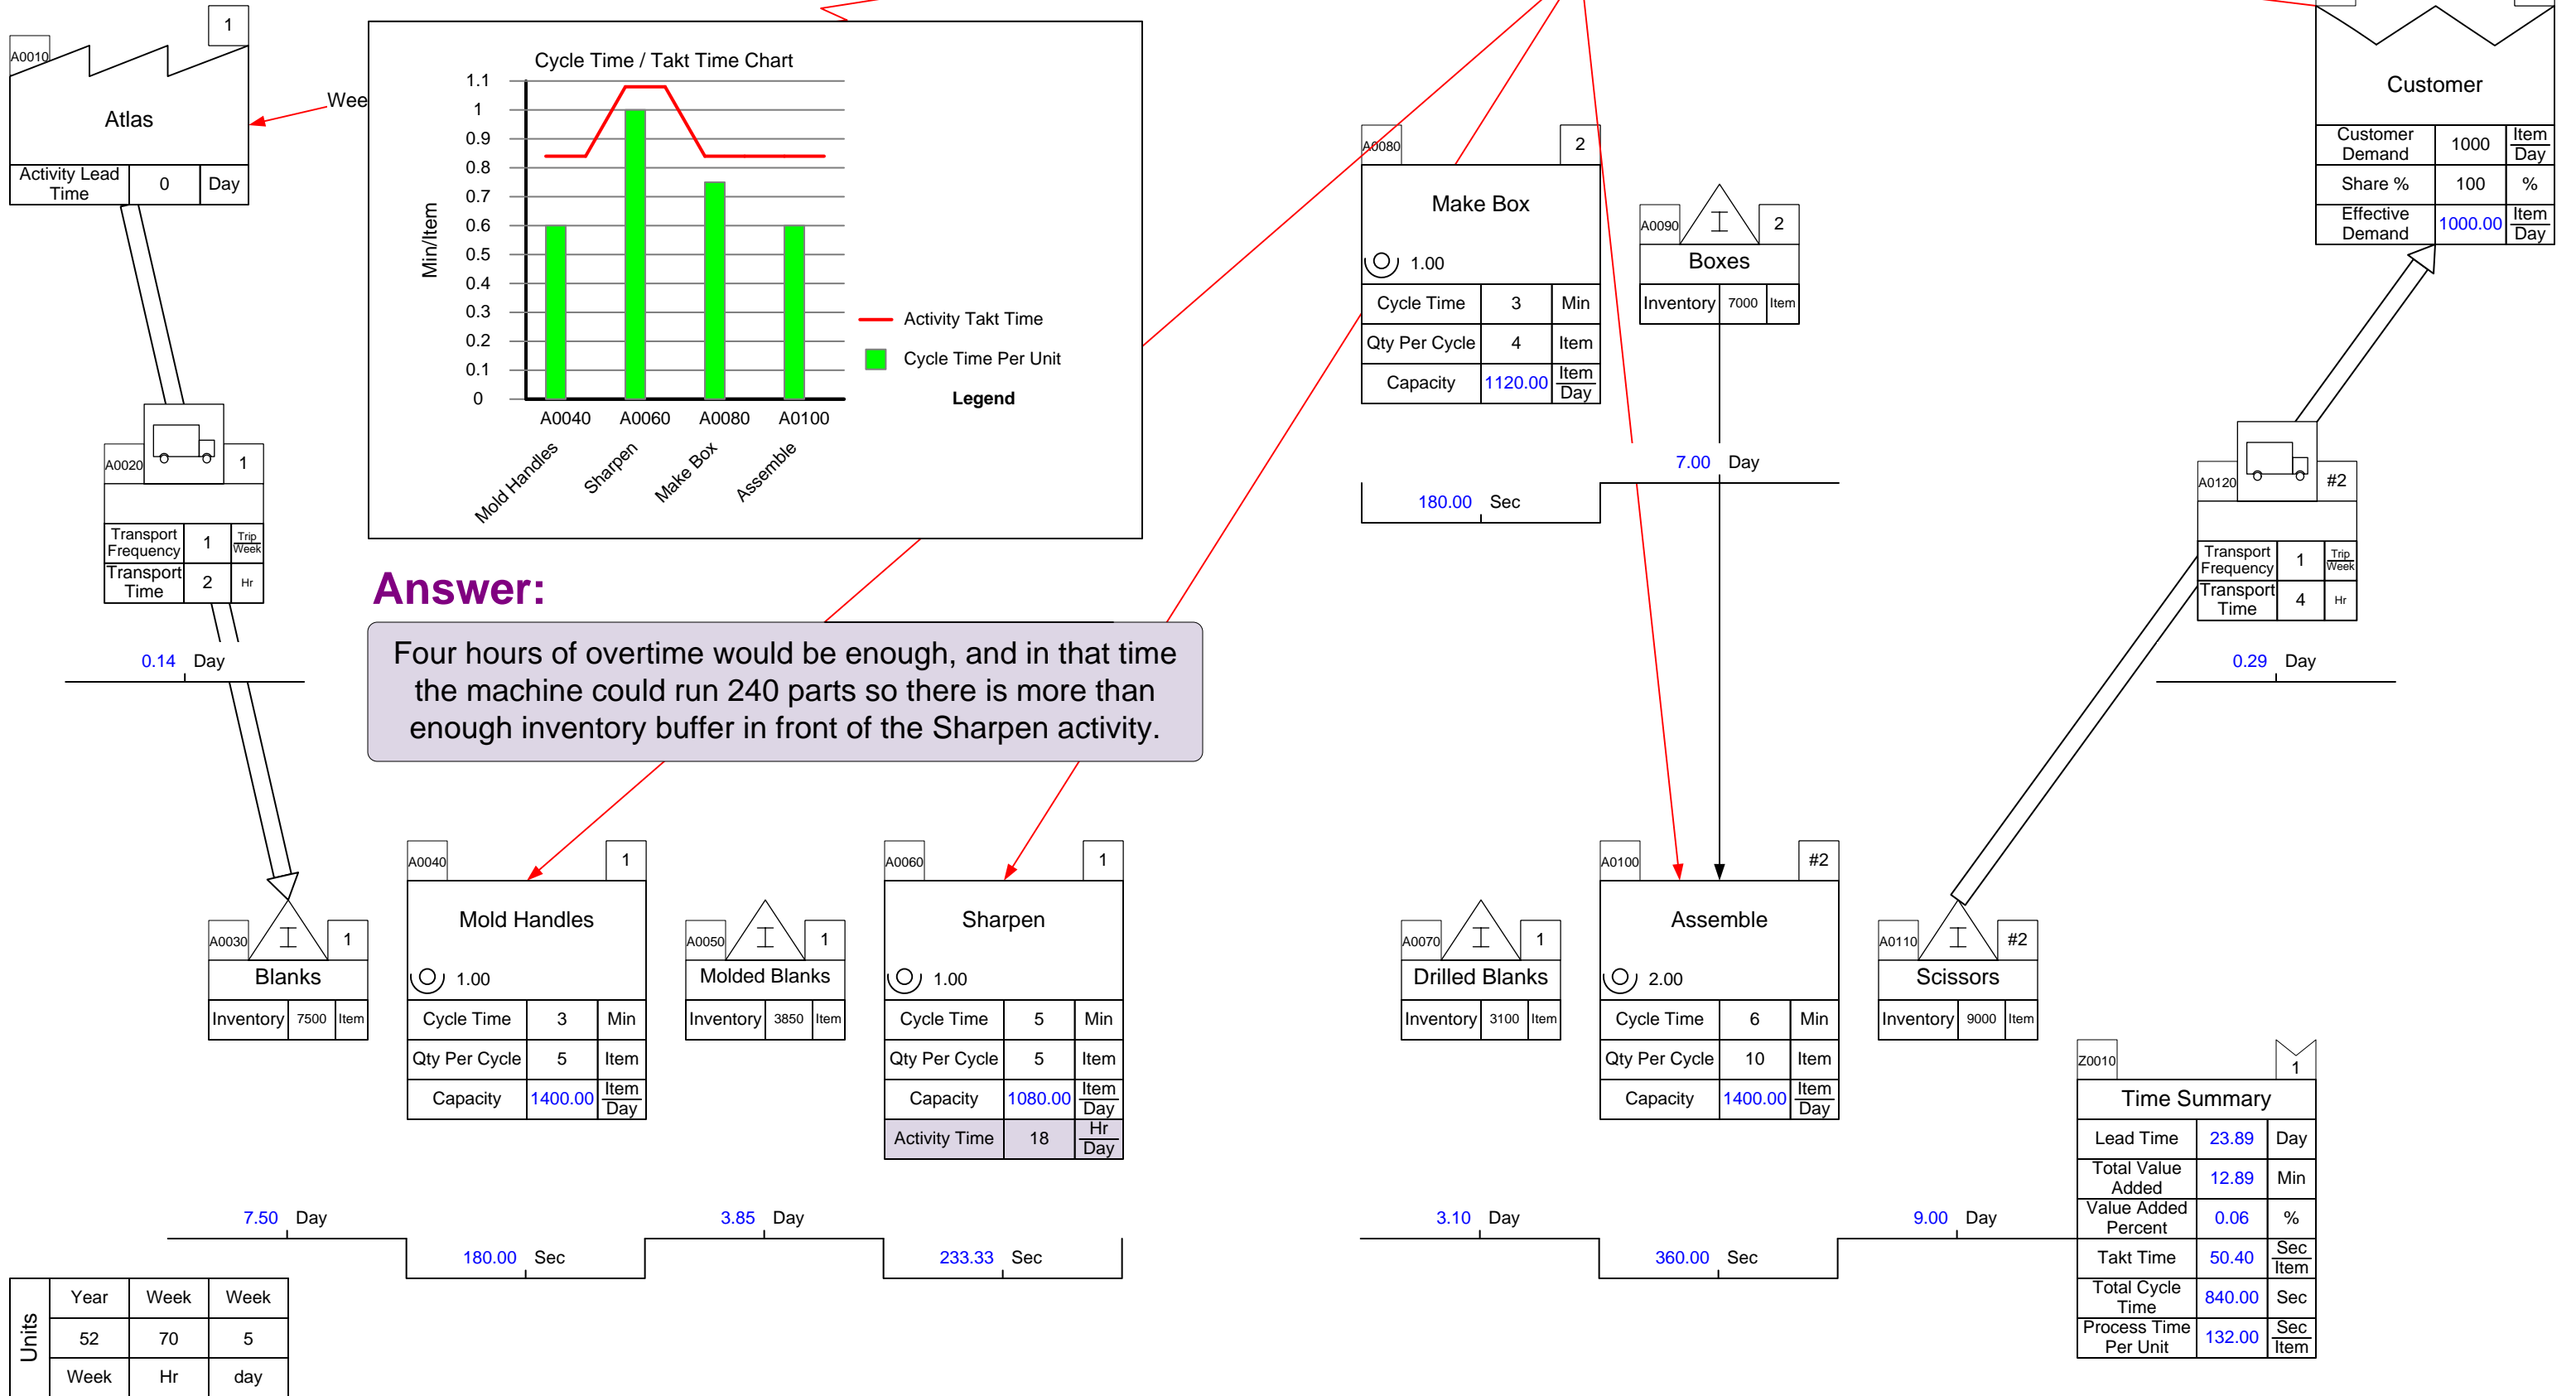 A0010
1
Atlas
Activity Lead Time 0 Day
Wee
Cycle Time / Takt Time Chart
Min/Item
1.1
1
0.9
0.8
0.7
0.6
0.5
0.4
0.3
0.2
0.1
0
A0040 A0060 A0080 A0100
Mold Handles
Sharpen
Make Box
Assemble
Activity Takt Time
Cycle Time Per Unit
Legend
A0080
2
Make Box
1.00
Cycle Time 3 Min
Qty Per Cycle 4 Item
Capacity 1120.00 Item Day
A0090
I
2
Boxes
Inventory 7000 Item
7.00 Day
180.00 Sec
Customer
Customer Demand 1000 Item Day
Share % 100 %
Effective Demand 1000.00 Item Day
A0020
1
Transport Frequency 1 Trip Week
Transport Time 2 Hr
0.14 Day
Answer:
Four hours of overtime would be enough, and in that time
the machine could run 240 parts so there is more than
enough inventory buffer in front of the Sharpen activity.
A0120
#2
Transport Frequency 1 Trip Week
Transport Time 4 Hr
0.29 Day
A0030
I
1
Blanks
Inventory 7500 Item
A0040
1
Mold Handles
1.00
Cycle Time 3 Min
Qty Per Cycle 5 Item
Capacity 1400.00 Item Day
A0050
I
1
Molded Blanks
Inventory 3850 Item
A0060
1
Sharpen
1.00
Cycle Time 5 Min
Qty Per Cycle 5 Item
Capacity 1080.00 Item Day
Activity Time 18 Hr Day
A0070
I
1
Drilled Blanks
Inventory 3100 Item
A0100
#2
Assemble
2.00
Cycle Time 6 Min
Qty Per Cycle 10 Item
Capacity 1400.00 Item Day
A0110
I
#2
Scissors
Inventory 9000 Item
Z0010
1
Time Summary
Lead Time 23.89 Day
Total Value Added 12.89 Min
Value Added Percent 0.06 %
Takt Time 50.40 Sec Item
Total Cycle Time 840.00 Sec
Process Time Per Unit 132.00 Sec Item
7.50 Day
180.00 Sec
3.85 Day
233.33 Sec
3.10 Day
360.00 Sec
9.00 Day
Units
Year Week Week
52 70 5
Week Hr day